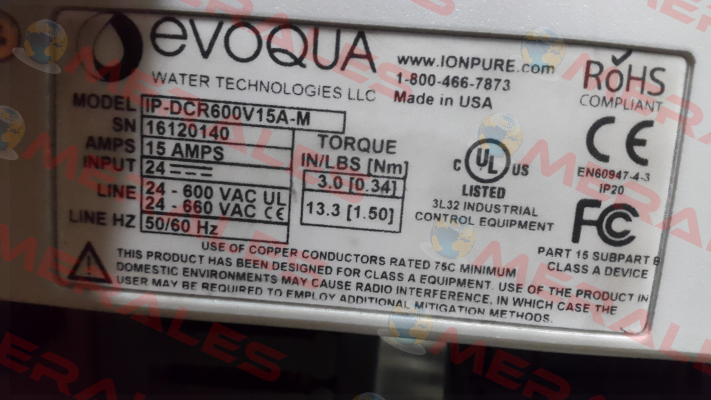 evoqua
WATER TECHNOLOGIES LLC
www.IONPURE.com
1-800-466-7873
Made in USA
RoHS
COMPLIANT
MODEL IP-DCR600V15A-M
SN 16120140
AMPS 15 AMPS
INPUT 24
LINE 24 - 600 VAC UL
24 - 660 VAC CE
LINE HZ 50/60 Hz
TORQUE
IN/LBS [Nm]
3.0 [0.34]
13.3 [1.50]
C UL US
LISTED
3L32 INDUSTRIAL
CONTROL EQUIPMENT
CE
EN60947-4-3
IP20
FC
PART 15 SUBPART B
CLASS A DEVICE
USE OF COPPER CONDUCTORS RATED 75C MINIMUM
THIS PRODUCT HAS BEEN DESIGNED FOR CLASS A EQUIPMENT. USE OF THE PRODUCT IN
DOMESTIC ENVIRONMENTS MAY CAUSE RADIO INTERFERENCE, IN WHICH CASE THE
USER MAY BE REQUIRED TO EMPLOY ADDITIONAL MITIGATION METHODS.
MERALES